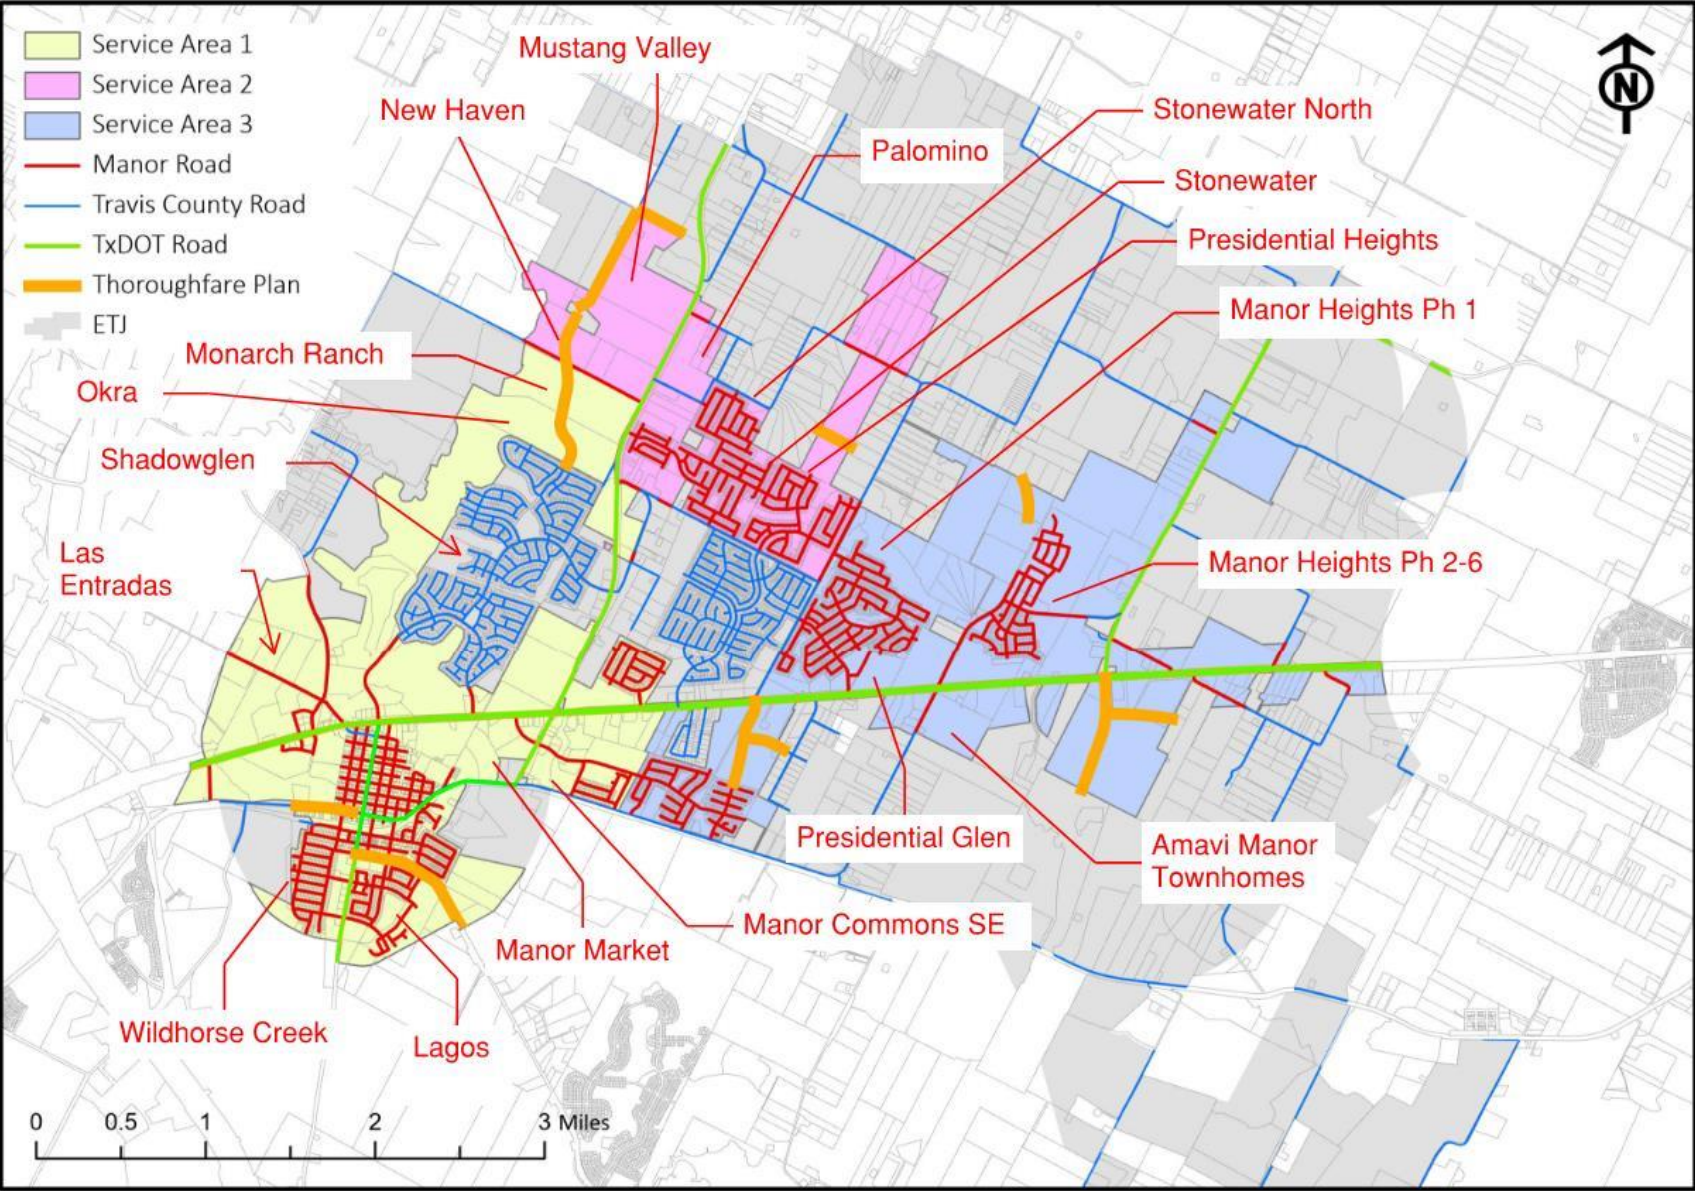 Service Area 1
Service Area 2
Service Area 3
Manor Road
Travis County Road
TxDOT Road
Thoroughfare Plan
ETJ
Mustang Valley
New Haven
Palomino
Stonewater North
Stonewater
Presidential Heights
Manor Heights Ph 1
N
Monarch Ranch
Okra
Shadowglen
Las
Entradas
Manor Heights Ph 2-6
Presidential Glen
Amavi Manor
Townhomes
Manor Commons SE
Manor Market
Wildhorse Creek
Lagos
0 0.5 1 2 3 Miles